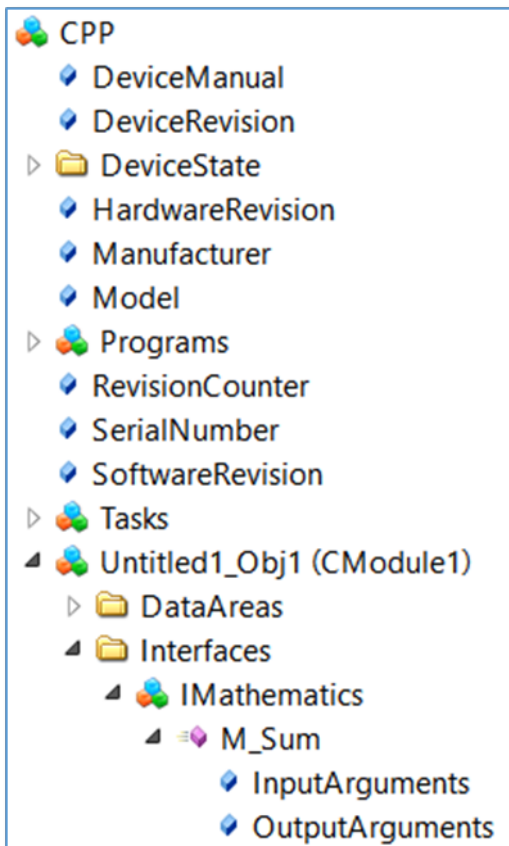 CPP
DeviceManual
DeviceRevision
DeviceState
HardwareRevision
Manufacturer
Model
Programs
RevisionCounter
SerialNumber
SoftwareRevision
Tasks
Untitled1_Obj1 (CModule1)
DataAreas
Interfaces
IMathematics
M_Sum
InputArguments
OutputArguments